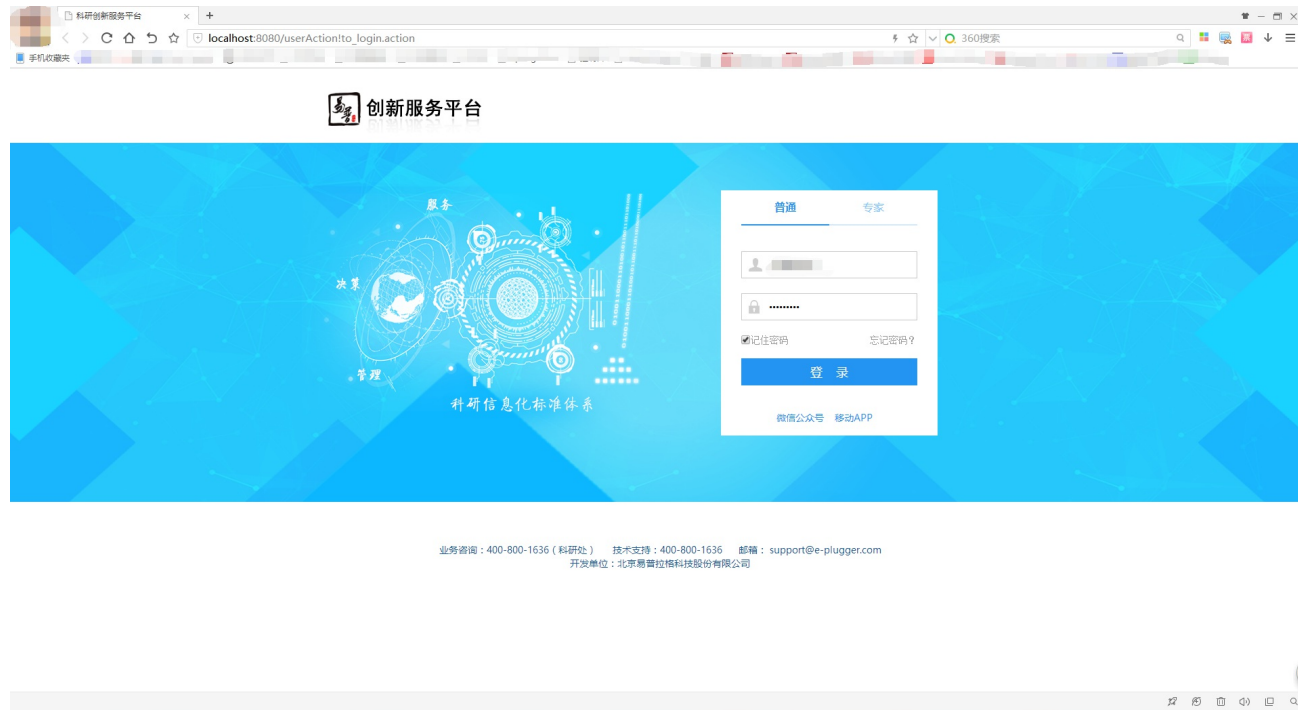 科研创新服务平台
localhost:8080/userAction!to_login.action
360搜索
手机收藏夹
易普 创新服务平台
服务
决策
管理
科研信息化标准体系
普通 专家
•••••••••
记住密码 忘记密码？
登 录
微信公众号 移动APP
业务咨询：400-800-1636（科研处） 技术支持：400-800-1636 邮箱：support@e-plugger.com
开发单位：北京易普拉格科技股份有限公司